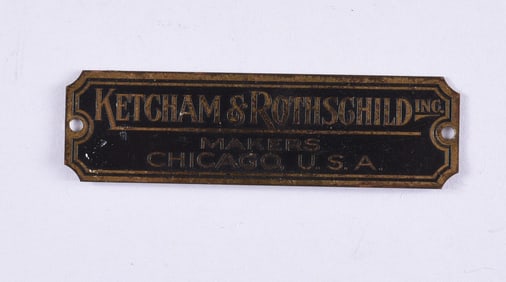 KETCHAM & ROTHSCHILD INC.
MAKERS
CHICAGO, U.S.A.